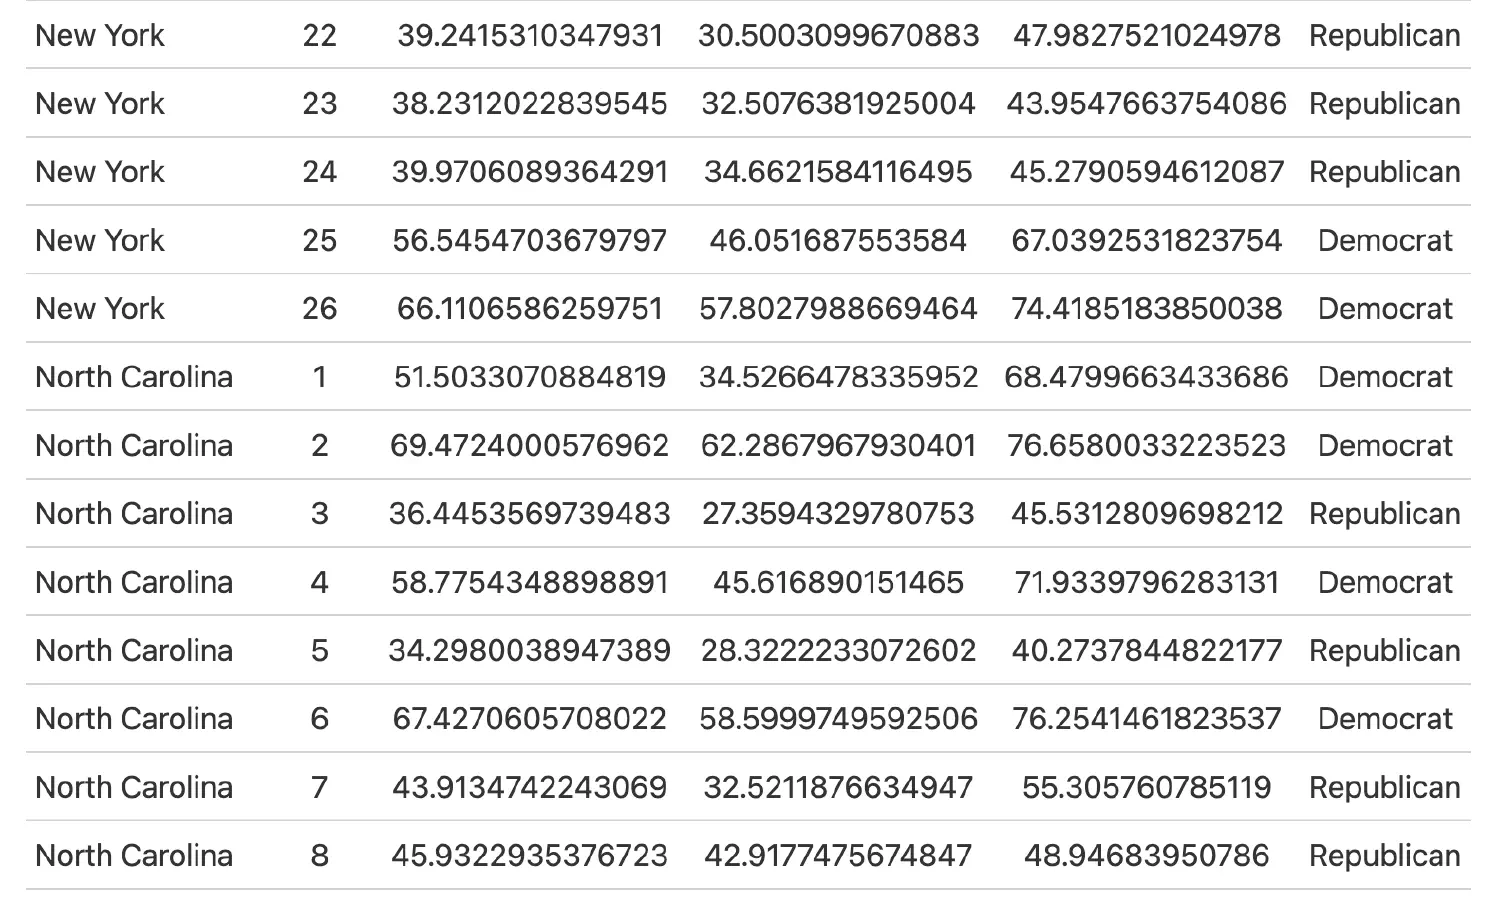 New York 22 39.2415310347931 30.5003099670883 47.9827521024978 Republican
New York 23 38.2312022839545 32.5076381925004 43.9547663754086 Republican
New York 24 39.9706089364291 34.6621584116495 45.2790594612087 Republican
New York 25 56.5454703679797 46.051687553584 67.0392531823754 Democrat
New York 26 66.1106586259751 57.8027988669464 74.4185183850038 Democrat
North Carolina 1 51.5033070884819 34.5266478335952 68.4799663433686 Democrat
North Carolina 2 69.4724000576962 62.2867967930401 76.6580033223523 Democrat
North Carolina 3 36.4453569739483 27.3594329780753 45.5312809698212 Republican
North Carolina 4 58.7754348898891 45.616890151465 71.9339796283131 Democrat
North Carolina 5 34.2980038947389 28.3222233072602 40.2737844822177 Republican
North Carolina 6 67.4270605708022 58.5999749592506 76.2541461823537 Democrat
North Carolina 7 43.9134742243069 32.5211876634947 55.305760785119 Republican
North Carolina 8 45.9322935376723 42.9177475674847 48.94683950786 Republican